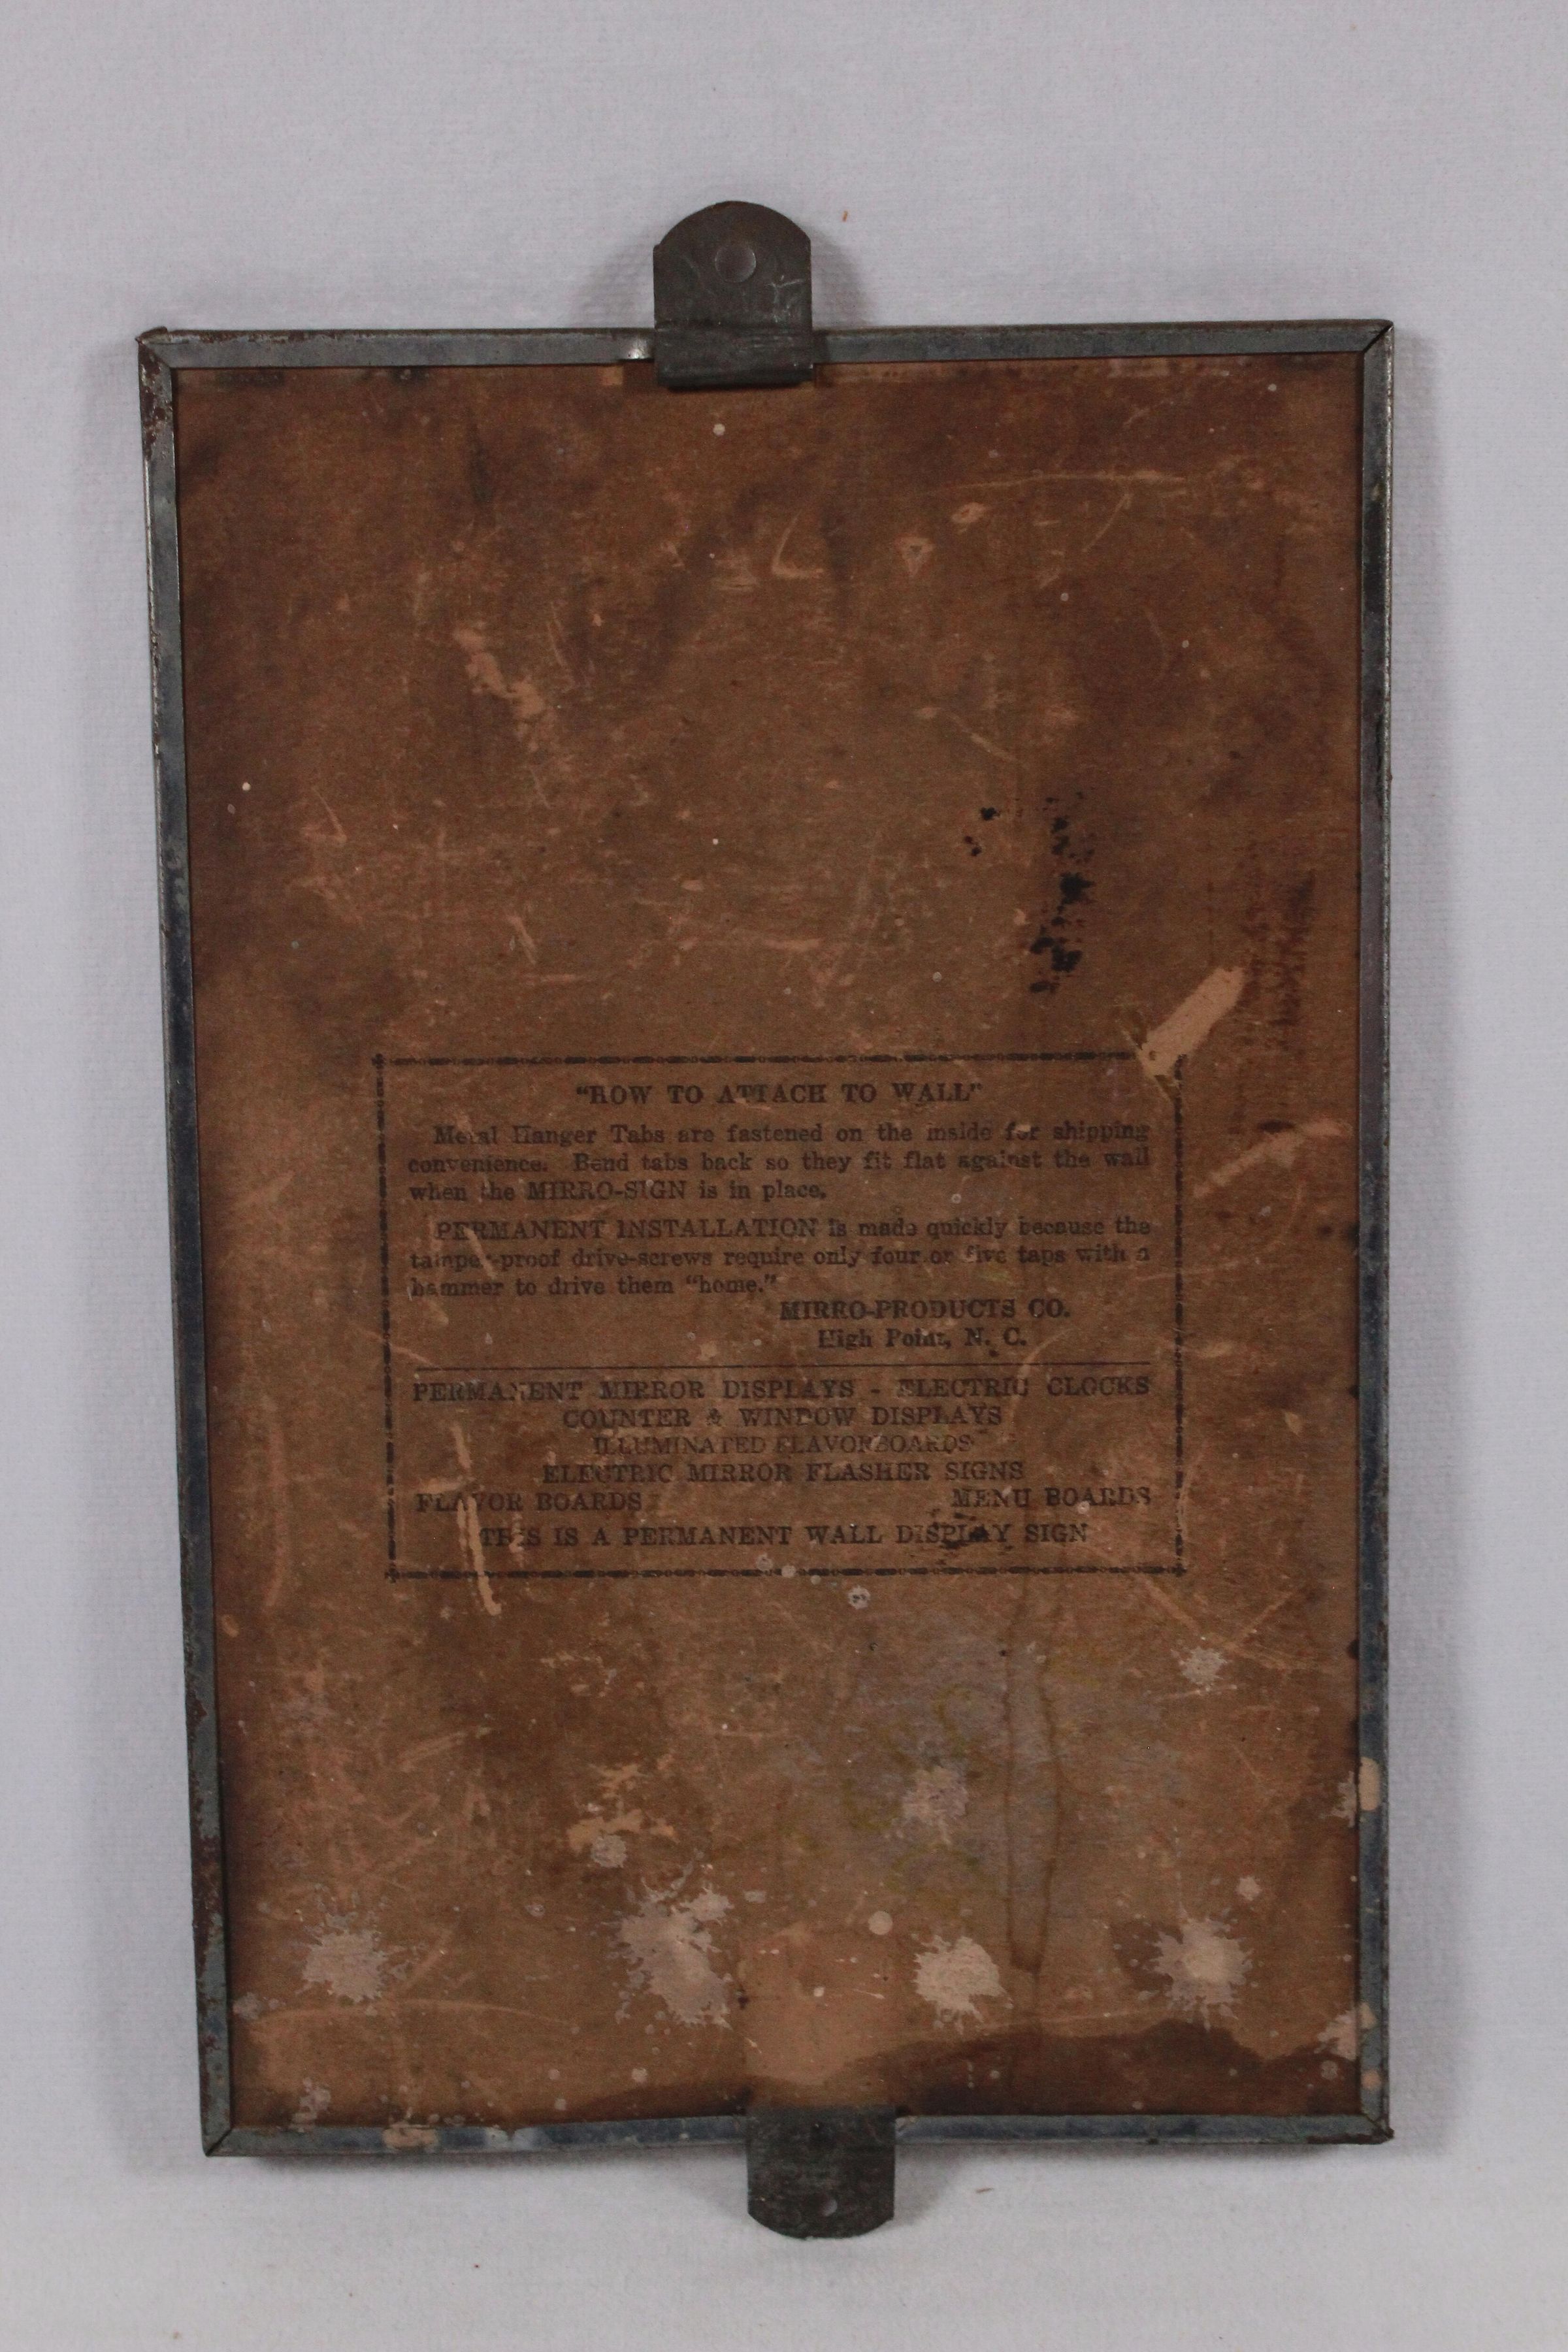 "HOW TO ATTACH TO WALL"
Metal Hanger Tabs are fastened on the inside for shipping
convenience. Bend tabs back so they fit flat against the wall
when the MIRRO-SIGN is in place.
PERMANENT INSTALLATION is made quickly because the
tamper-proof drive-screws require only four or five taps with a
hammer to drive them "home."
MIRRO-PRODUCTS CO.
High Point, N. C.
PERMANENT MIRROR DISPLAYS - ELECTRIC CLOCKS
COUNTER & WINDOW DISPLAYS
ILLUMINATED FLAVORBOARDS
ELECTRIC MIRROR FLASHER SIGNS
FLAVOR BOARDS MENU BOARDS
THIS IS A PERMANENT WALL DISPLAY SIGN